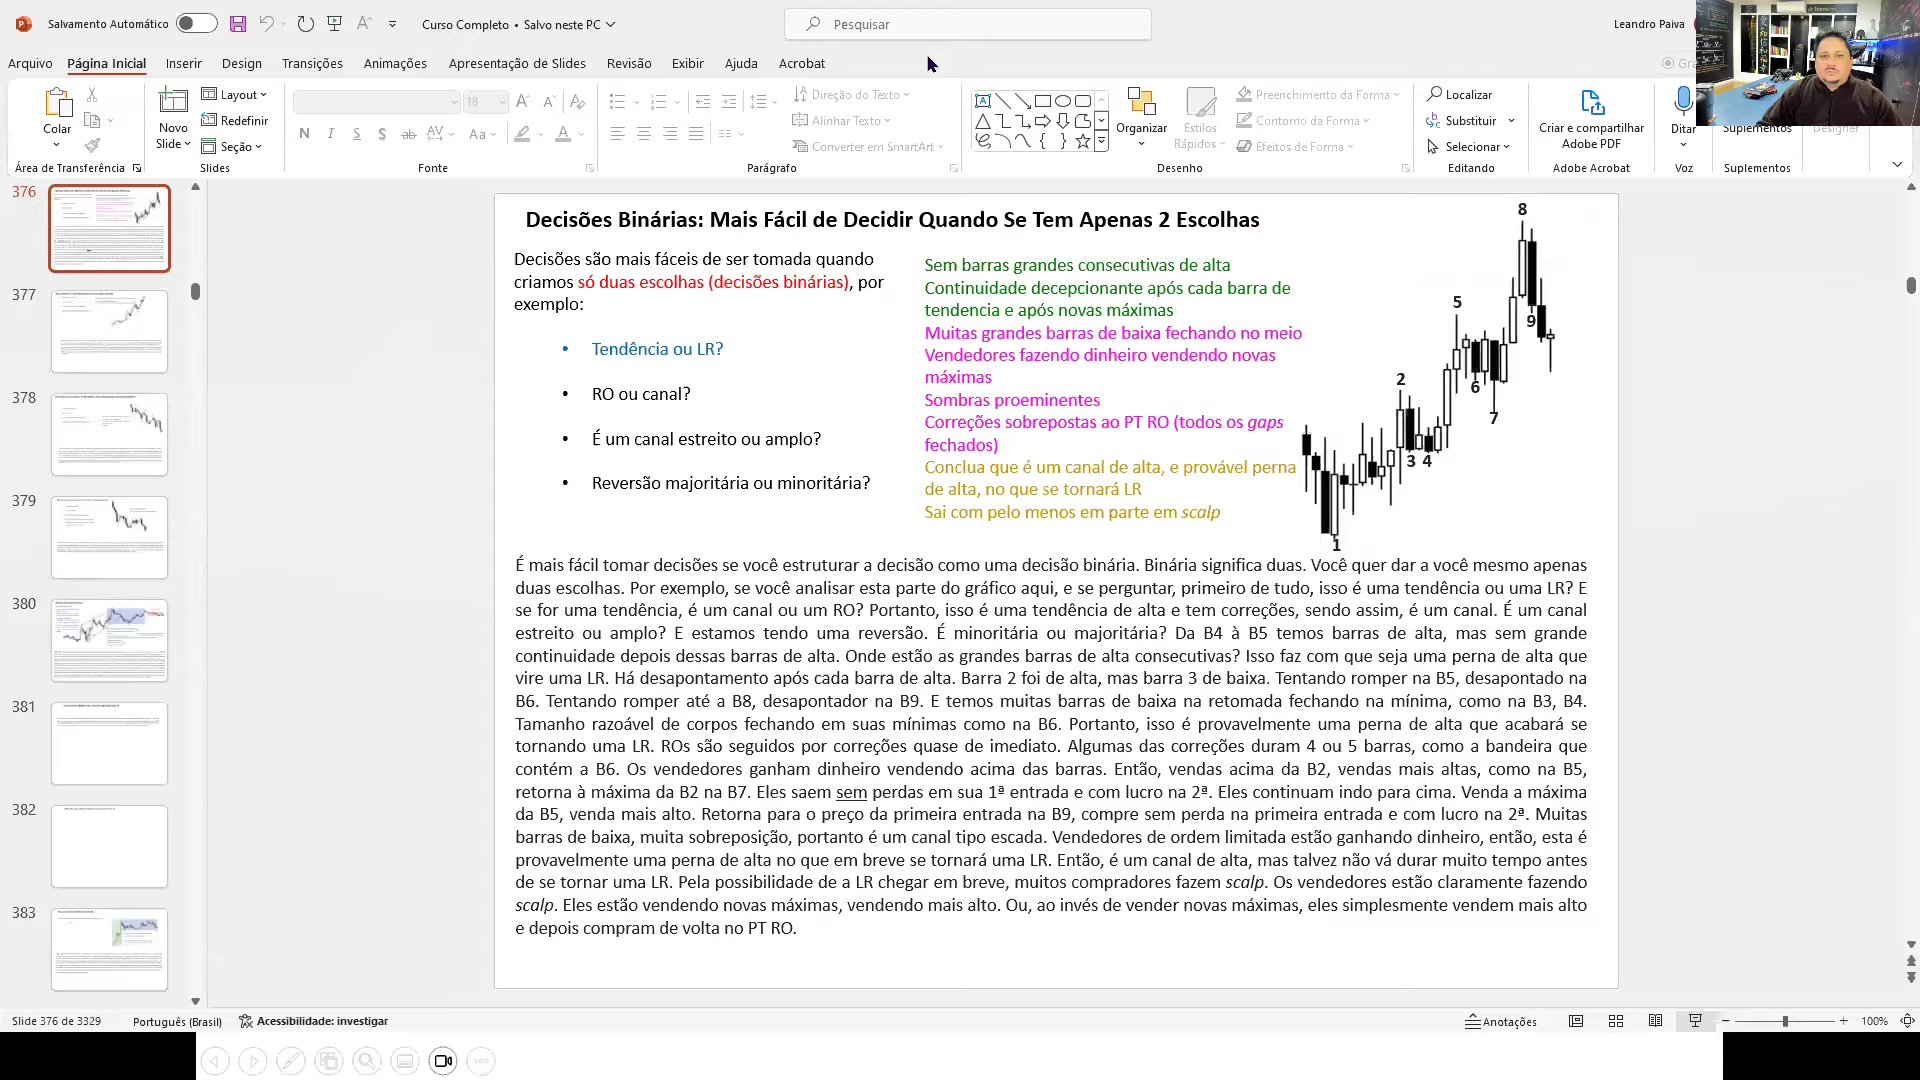 Salvamento Automático
Curso Completo • Salvo neste PC
Pesquisar
Leandro Paiva
Arquivo
Página Inicial
Inserir
Design
Transições
Animações
Apresentação de Slides
Revisão
Exibir
Ajuda
Acrobat
Colar
Novo
Slide
Layout
Redefinir
Seção
18
Direção do Texto
Alinhar Texto
Converter em SmartArt
Organizar
Estilos
Rápidos
Preenchimento da Forma
Contorno da Forma
Efeitos de Forma
Localizar
Substituir
Selecionar
Criar e compartilhar
Adobe PDF
Ditar
Suplementos
Designer
Área de Transferência
Slides
Fonte
Parágrafo
Desenho
Editando
Adobe Acrobat
Voz
Suplementos
376
377
378
379
380
381
382
383
Decisões Binárias: Mais Fácil de Decidir Quando Se Tem Apenas 2 Escolhas
Decisões são mais fáceis de ser tomada quando
criamos só duas escolhas (decisões binárias), por
exemplo:
• Tendência ou LR?
• RO ou canal?
• É um canal estreito ou amplo?
• Reversão majoritária ou minoritária?
Sem barras grandes consecutivas de alta
Continuidade decepcionante após cada barra de
tendencia e após novas máximas
Muitas grandes barras de baixa fechando no meio
Vendedores fazendo dinheiro vendendo novas
máximas
Sombras proeminentes
Correções sobrepostas ao PT RO (todos os gaps
fechados)
Conclua que é um canal de alta, e provável perna
de alta, no que se tornará LR
Sai com pelo menos em parte em scalp
8
5
9
2
6
7
3 4
1
É mais fácil tomar decisões se você estruturar a decisão como uma decisão binária. Binária significa duas. Você quer dar a você mesmo apenas
duas escolhas. Por exemplo, se você analisar esta parte do gráfico aqui, e se perguntar, primeiro de tudo, isso é uma tendência ou uma LR? E
se for uma tendência, é um canal ou um RO? Portanto, isso é uma tendência de alta e tem correções, sendo assim, é um canal. É um canal
estreito ou amplo? E estamos tendo uma reversão. É minoritária ou majoritária? Da B4 à B5 temos barras de alta, mas sem grande
continuidade depois dessas barras de alta. Onde estão as grandes barras de alta consecutivas? Isso faz com que seja uma perna de alta que
vire uma LR. Há desapontamento após cada barra de alta. Barra 2 foi de alta, mas barra 3 de baixa. Tentando romper na B5, desapontado na
B6. Tentando romper até a B8, desapontador na B9. E temos muitas barras de baixa na retomada fechando na mínima, como na B3, B4.
Tamanho razoável de corpos fechando em suas mínimas como na B6. Portanto, isso é provavelmente uma perna de alta que acabará se
tornando uma LR. ROs são seguidos por correções quase de imediato. Algumas das correções duram 4 ou 5 barras, como a bandeira que
contém a B6. Os vendedores ganham dinheiro vendendo acima das barras. Então, vendas acima da B2, vendas mais altas, como na B5,
retorna à máxima da B2 na B7. Eles saem sem perdas em sua 1ª entrada e com lucro na 2ª. Eles continuam indo para cima. Venda a máxima
da B5, venda mais alto. Retorna para o preço da primeira entrada na B9, compre sem perda na primeira entrada e com lucro na 2ª. Muitas
barras de baixa, muita sobreposição, portanto é um canal tipo escada. Vendedores de ordem limitada estão ganhando dinheiro, então, esta é
provavelmente uma perna de alta no que em breve se tornará uma LR. Então, é um canal de alta, mas talvez não vá durar muito tempo antes
de se tornar uma LR. Pela possibilidade de a LR chegar em breve, muitos compradores fazem scalp. Os vendedores estão claramente fazendo
scalp. Eles estão vendendo novas máximas, vendendo mais alto. Ou, ao invés de vender novas máximas, eles simplesmente vendem mais alto
e depois compram de volta no PT RO.
Slide 376 de 3329
Português (Brasil)
Acessibilidade: investigar
Anotações
100%